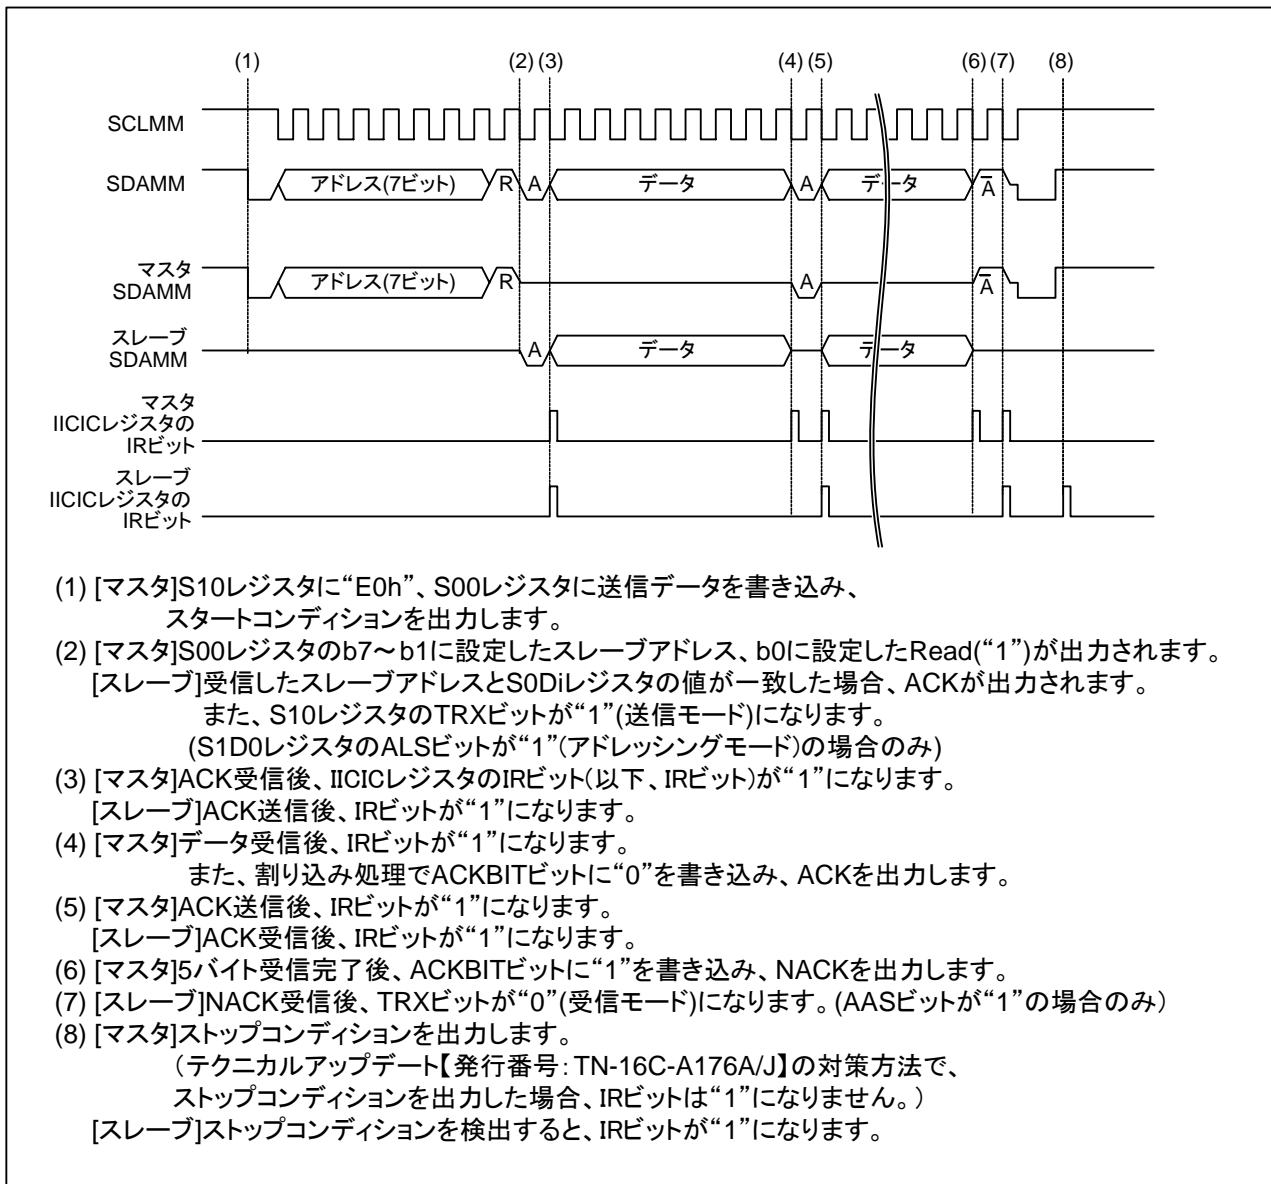 (1) (2) (3) (4) (5) (6) (7) (8)
SCLMM
SDAMM アドレス(7ビット) R A データ A データ A
マスタ
SDAMM アドレス(7ビット) R A A
スレーブ
SDAMM A データ データ
マスタ
IICICレジスタの
IRビット
スレーブ
IICICレジスタの
IRビット
(1) [マスタ]S10レジスタに“E0h”、S00レジスタに送信データを書き込み、
スタートコンディションを出力します。
(2) [マスタ]S00レジスタのb7～b1に設定したスレーブアドレス、b0に設定したRead(“1”)が出力されます。
[スレーブ]受信したスレーブアドレスとS0Diレジスタの値が一致した場合、ACKが出力されます。
また、S10レジスタのTRXビットが“1”(送信モード)になります。
(S1D0レジスタのALSビットが“1”(アドレッシングモード)の場合のみ)
(3) [マスタ]ACK受信後、IICICレジスタのIRビット(以下、IRビット)が“1”になります。
[スレーブ]ACK送信後、IRビットが“1”になります。
(4) [マスタ]データ受信後、IRビットが“1”になります。
また、割り込み処理でACKBITビットに“0”を書き込み、ACKを出力します。
(5) [マスタ]ACK送信後、IRビットが“1”になります。
[スレーブ]ACK受信後、IRビットが“1”になります。
(6) [マスタ]5バイト受信完了後、ACKBITビットに“1”を書き込み、NACKを出力します。
(7) [スレーブ]NACK受信後、TRXビットが“0”(受信モード)になります。(AASビットが“1”の場合のみ）
(8) [マスタ]ストップコンディションを出力します。
（テクニカルアップデート【発行番号：TN-16C-A176A/J】の対策方法で、
ストップコンディションを出力した場合、IRビットは“1”になりません。）
[スレーブ]ストップコンディションを検出すると、IRビットが“1”になります。